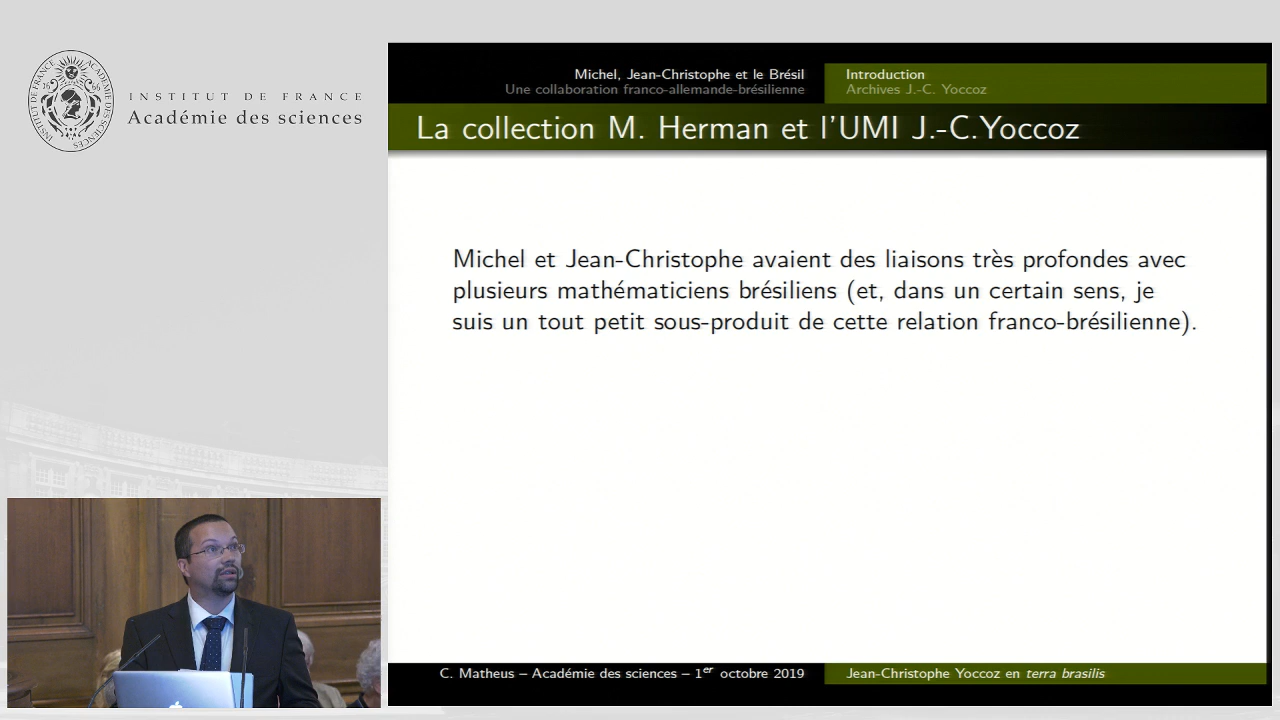 INSTITUT DE FRANCE
Académie des sciences
Michel, Jean-Christophe et le Brésil
Une collaboration franco-allemande-brésilienne
Introduction
Archives J.-C. Yoccoz
La collection M. Herman et l'UMI J.-C.Yoccoz
Michel et Jean-Christophe avaient des liaisons très profondes avec
plusieurs mathématiciens brésiliens (et, dans un certain sens, je
suis un tout petit sous-produit de cette relation franco-brésilienne).
C. Matheus – Académie des sciences – 1er octobre 2019
Jean-Christophe Yoccoz en terra brasilis